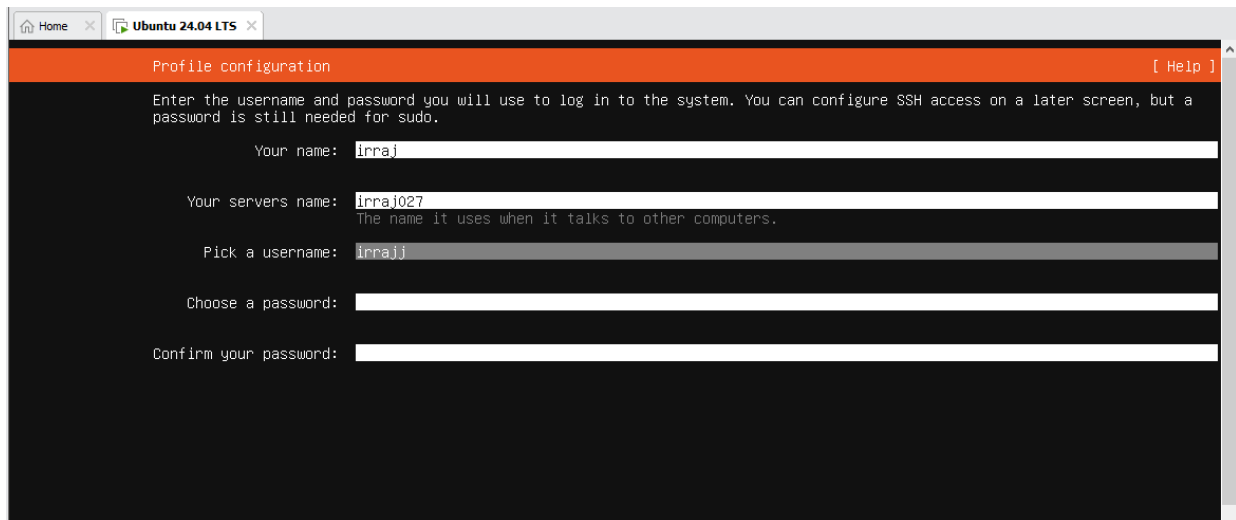 Home
Ubuntu 24.04 LTS
Profile configuration [ Help ]
Enter the username and password you will use to log in to the system. You can configure SSH access on a later screen, but a
password is still needed for sudo.
Your name: irraj
Your servers name: irraj027
The name it uses when it talks to other computers.
Pick a username: irrajj
Choose a password:
Confirm your password: